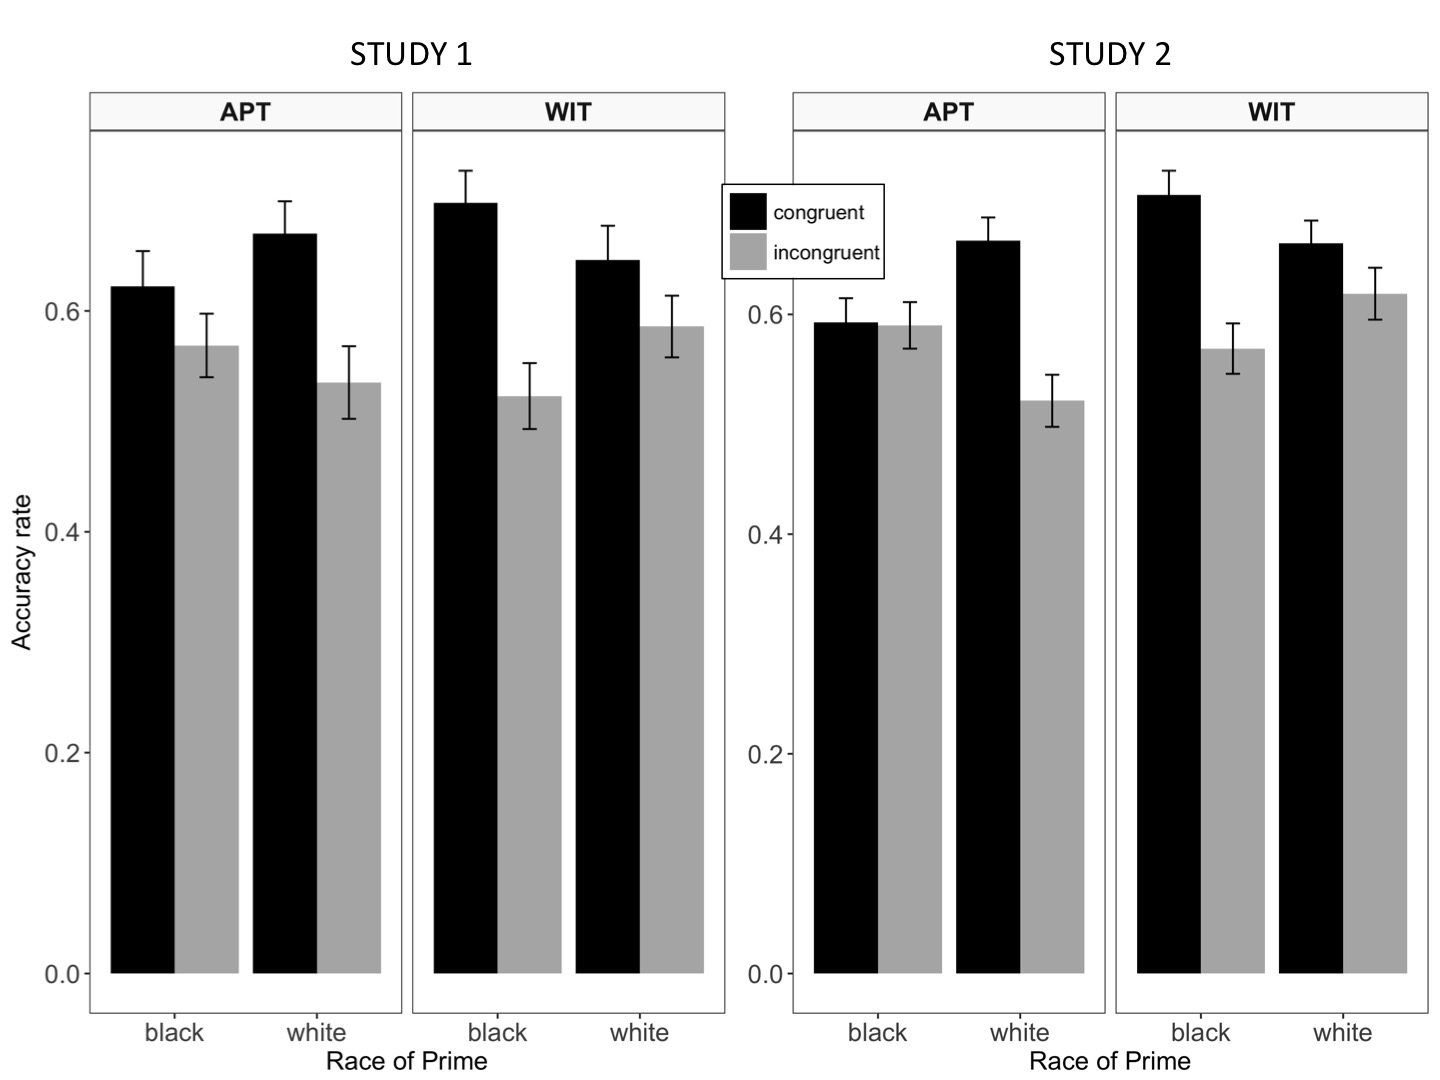 STUDY 1
STUDY 2
APT
WIT
APT
WIT
congruent
incongruent
Accuracy rate
0.6
0.4
0.2
0.0
0.6
0.4
0.2
0.0
black
white
black
white
black
white
black
white
Race of Prime
Race of Prime